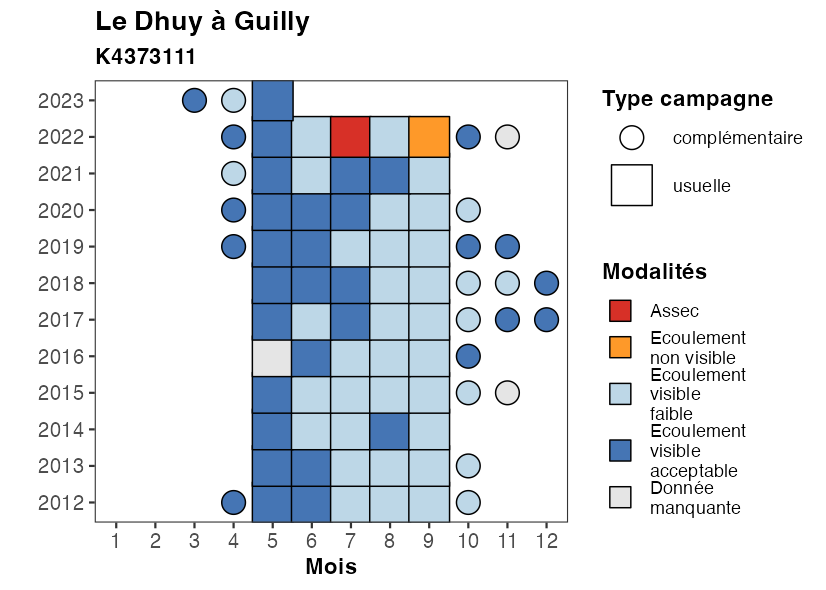 Le Dhuy à Guilly
K4373111
2023
2022
2021
2020
2019
2018
2017
2016
2015
2014
2013
2012
1 2 3 4 5 6 7 8 9 10 11 12
Mois
Type campagne
complémentaire
usuelle
Modalités
Assec
Ecoulement
non visible
Ecoulement
visible
faible
Ecoulement
visible
acceptable
Donnée
manquante